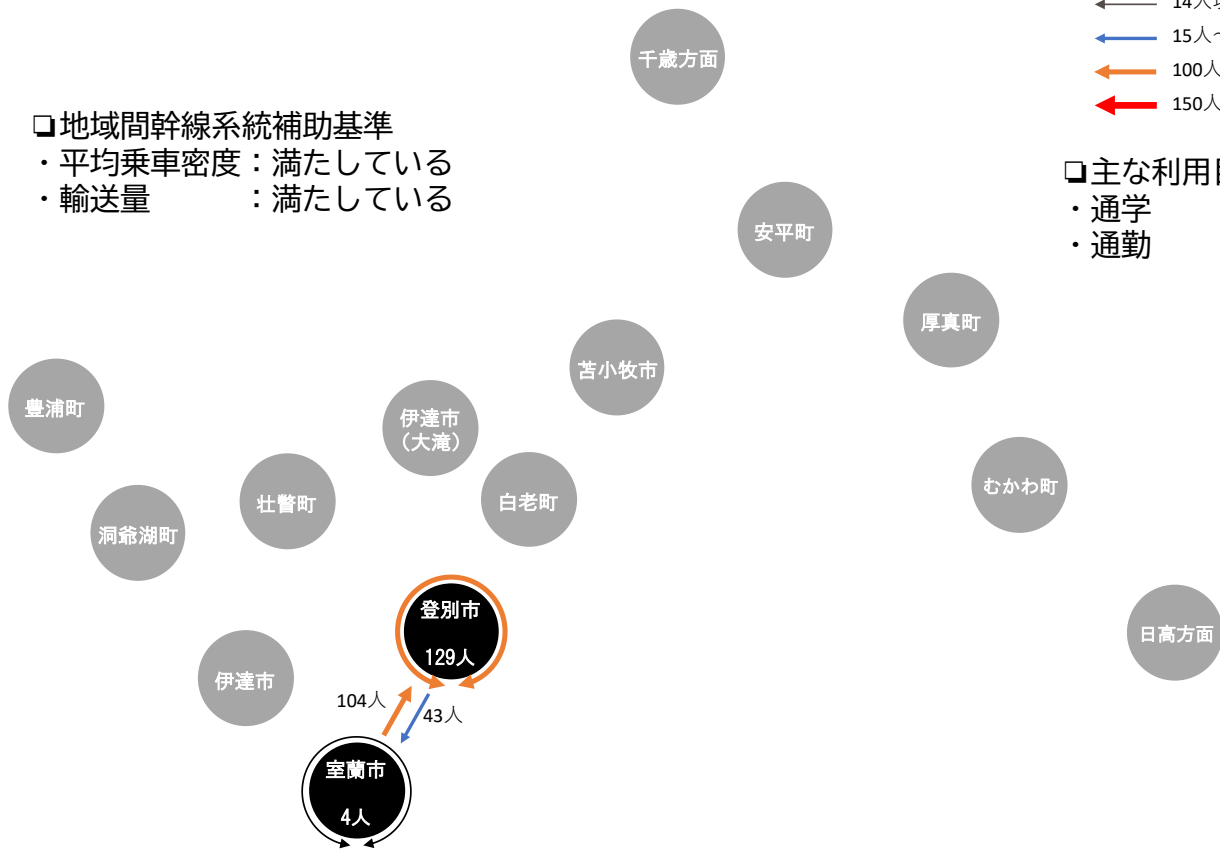 14人
千歳方面
15人～
100人
150人
❏地域間幹線系統補助基準
・平均乗車密度：満たしている
・輸送量　　　：満たしている
❏主な利用
・通学
・通勤
安平町
厚真町
苫小牧市
豊浦町
伊達市
（大滝）
むかわ町
壮瞥町
白老町
洞爺湖町
登別市
129人
日高方面
伊達市
104人
43人
室蘭市
4人